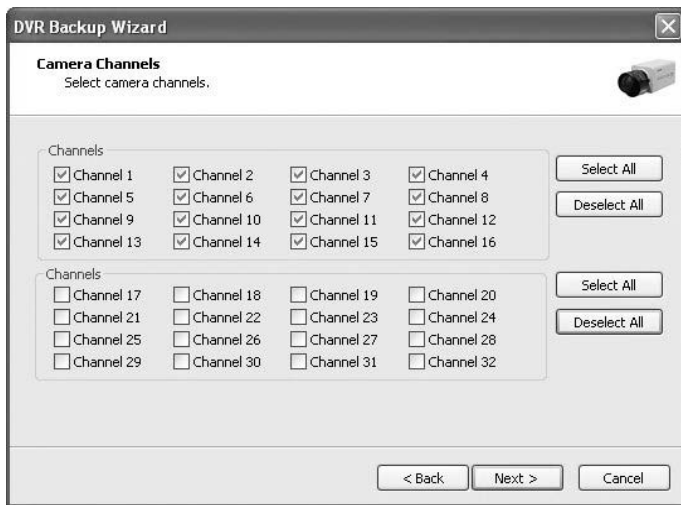 DVR Backup Wizard
Camera Channels
Select camera channels.
Channels
Channel 1 Channel 2 Channel 3 Channel 4
Channel 5 Channel 6 Channel 7 Channel 8
Channel 9 Channel 10 Channel 11 Channel 12
Channel 13 Channel 14 Channel 15 Channel 16
Select All
Deselect All
Channels
Channel 17 Channel 18 Channel 19 Channel 20
Channel 21 Channel 22 Channel 23 Channel 24
Channel 25 Channel 26 Channel 27 Channel 28
Channel 29 Channel 30 Channel 31 Channel 32
Select All
Deselect All
< Back Next > Cancel